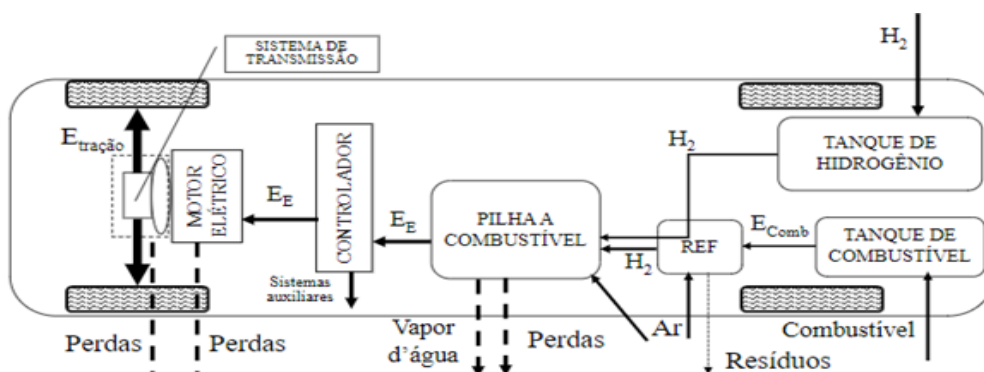 SISTEMA DE
TRANSMISSÃO
H2
Etração
MOTOR
ELÉTRICO
EE
CONTROLADOR
EE
PILHA A
COMBUSTÍVEL
H2
H2
REF
EComb
TANQUE DE
HIDROGÊNIO
TANQUE DE
COMBUSTÍVEL
Sistemas
auxiliares
Perdas
Perdas
Vapor
d'água
Perdas
Ar
Resíduos
Combustível